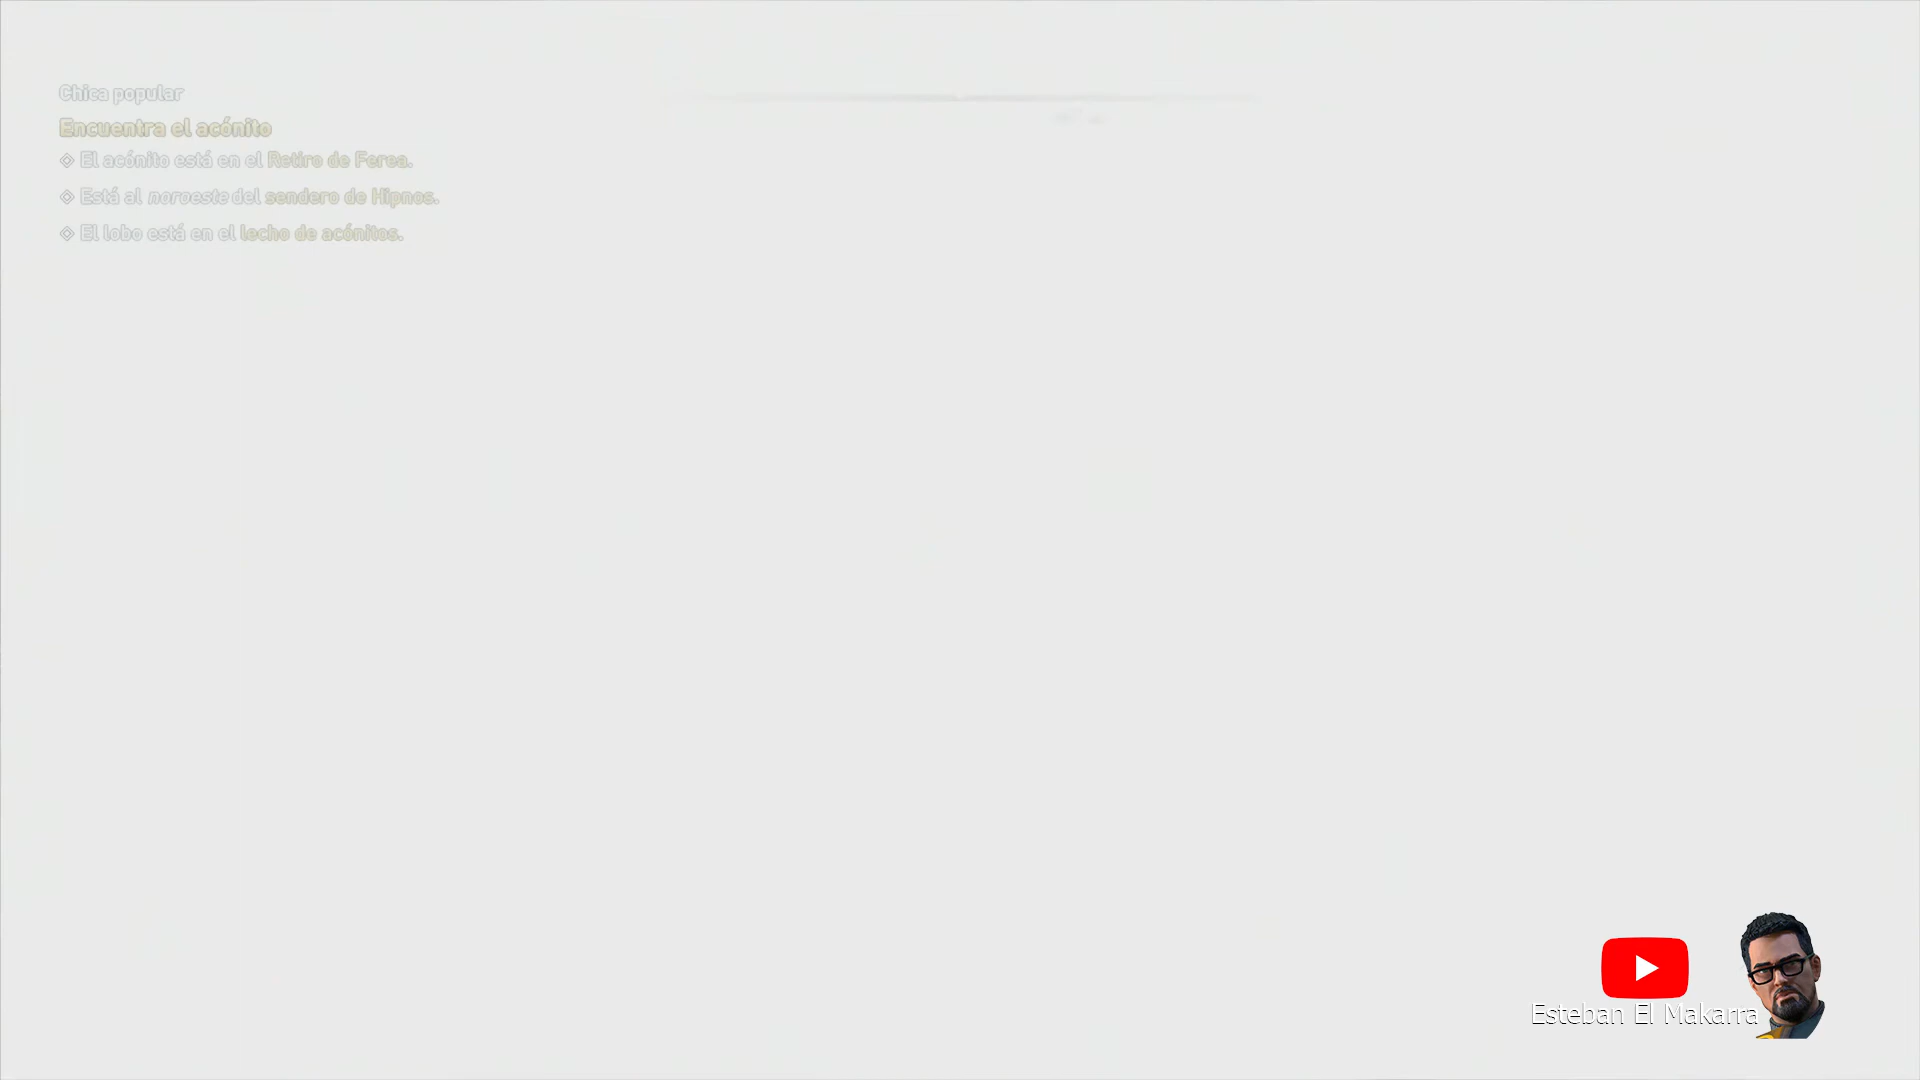 Chica popular
Encuentra el acónito
El acónito está en el Retiro de Ferea.
Está al noroeste del sendero de Hipnos.
El lobo está en el lecho de acónitos.
Esteban El Makarra